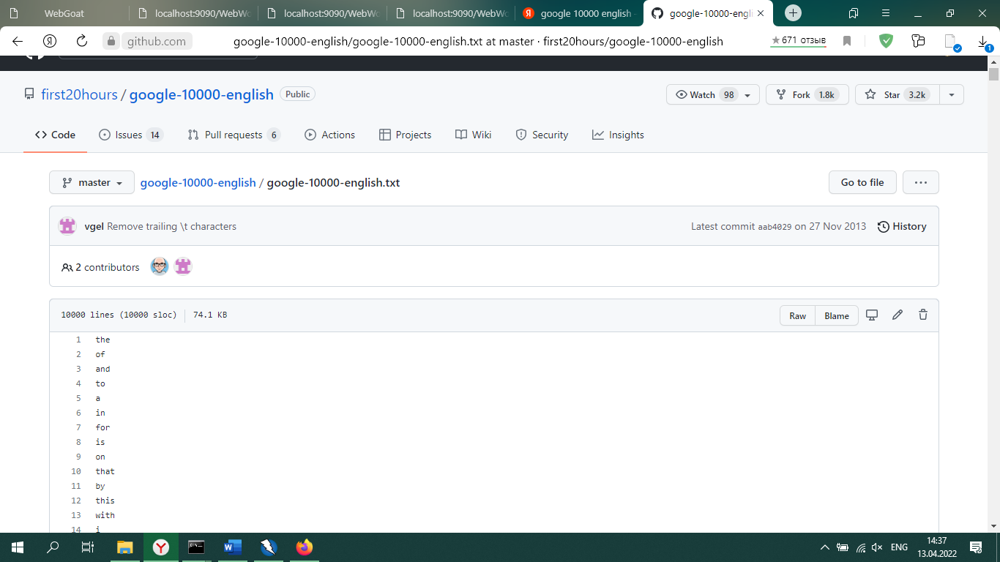 WebGoat
localhost:9090/WebWo
localhost:9090/WebWo
localhost:9090/WebWo
google 10000 english
google-10000-engli
github.com
google-10000-english/google-10000-english.txt at master · first20hours/google-10000-english
★671 отзыв
1
first20hours / google-10000-english Public
Watch 98
Fork 1.8k
Star 3.2k
Code
Issues 14
Pull requests 6
Actions
Projects
Wiki
Security
Insights
master
google-10000-english / google-10000-english.txt
Go to file
···
vgel Remove trailing \t characters
Latest commit aab4029 on 27 Nov 2013
History
2 contributors
10000 lines (10000 sloc) | 74.1 KB
Raw
Blame
1 the
2 of
3 and
4 to
5 a
6 in
7 for
8 is
9 on
10 that
11 by
12 this
13 with
14 i
ENG
14:37
13.04.2022